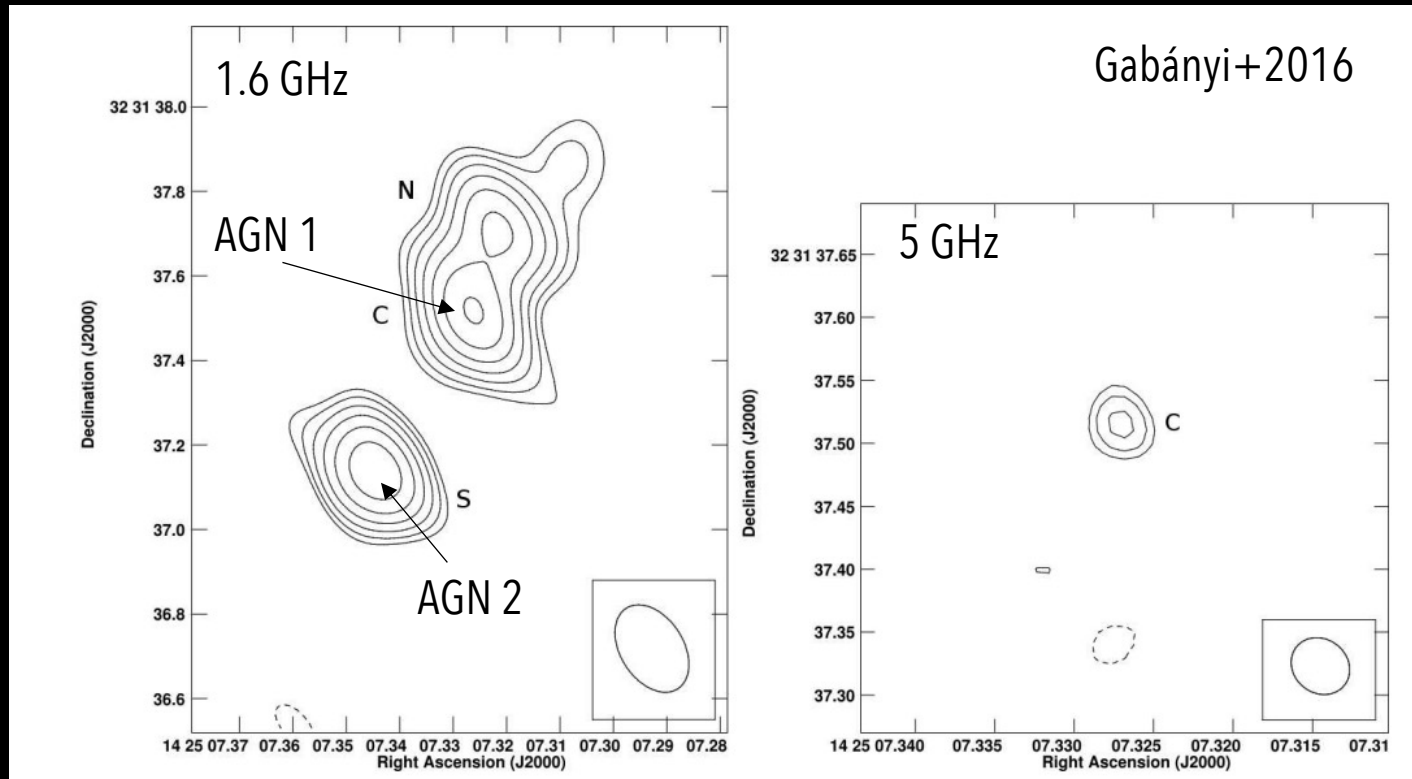 1.6 GHz
Gabányi+2016
32 31 38.0
37.8
37.6
37.4
37.2
37.0
36.8
36.6
Declination (J2000)
N
AGN 1
C
S
AGN 2
14 25 07.37 07.36 07.35 07.34 07.33 07.32 07.31 07.30 07.29 07.28
Right Ascension (J2000)
5 GHz
32 31 37.65
37.60
37.55
37.50
37.45
37.40
37.35
37.30
Declination (J2000)
C
14 25 07.340 07.335 07.330 07.325 07.320 07.315 07.31
Right Ascension (J2000)